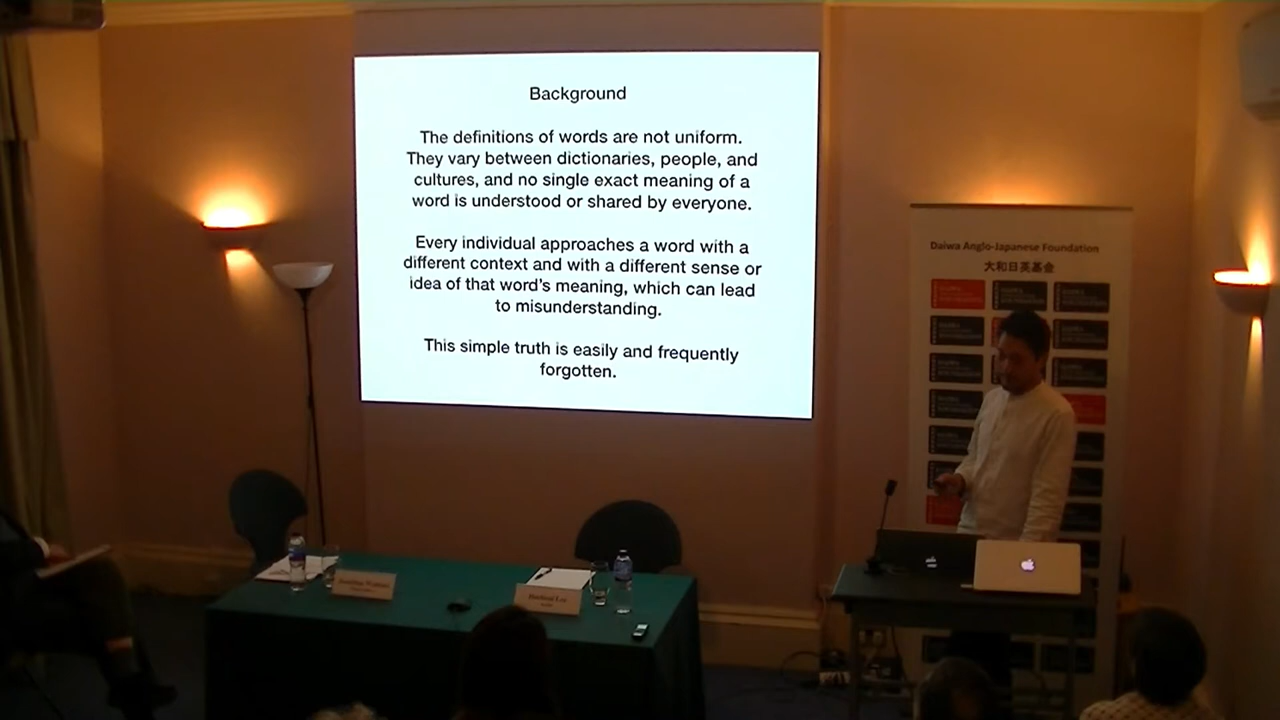 Background
The definitions of words are not uniform.
They vary between dictionaries, people, and
cultures, and no single exact meaning of a
word is understood or shared by everyone.
Every individual approaches a word with a
different context and with a different sense or
idea of that word's meaning, which can lead
to misunderstanding.
This simple truth is easily and frequently
forgotten.
Daiwa Anglo-Japanese Foundation
大和日英基金